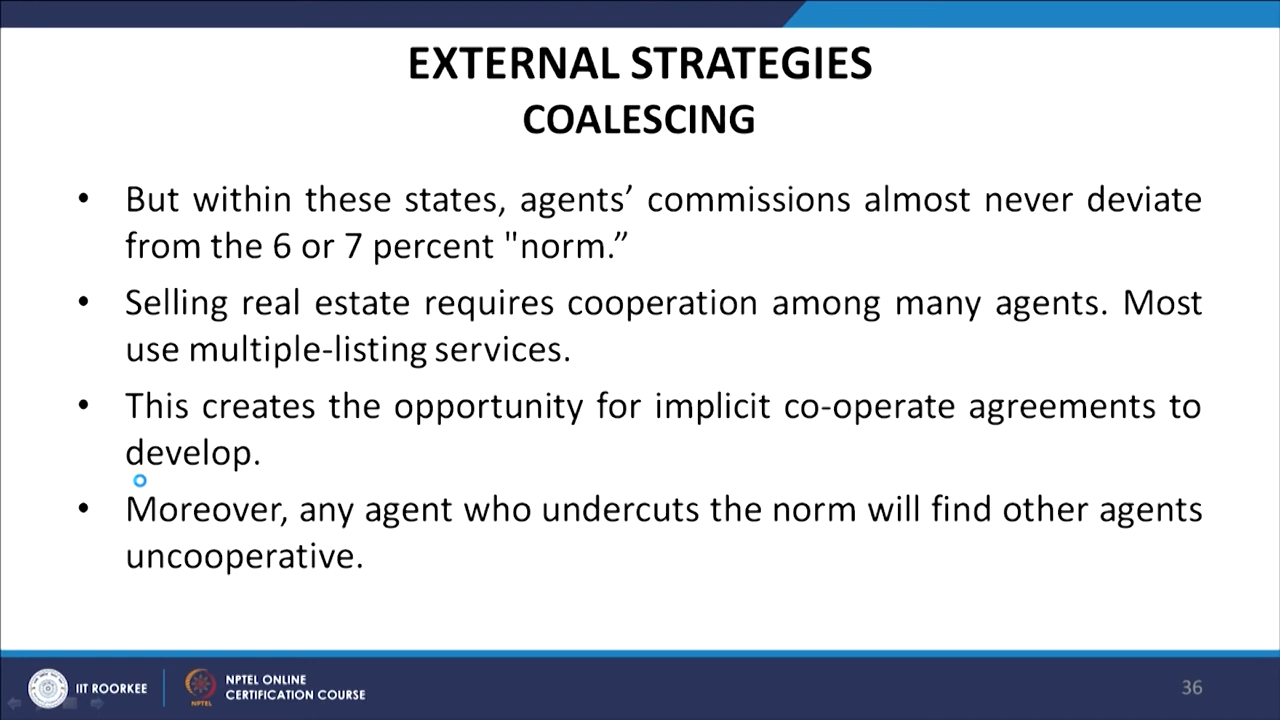 EXTERNAL STRATEGIES
COALESCING
• But within these states, agents’ commissions almost never deviate
from the 6 or 7 percent "norm.”
• Selling real estate requires cooperation among many agents. Most
use multiple-listing services.
• This creates the opportunity for implicit co-operate agreements to
develop.
• Moreover, any agent who undercuts the norm will find other agents
uncooperative.
IIT ROORKEE
NPTEL ONLINE
CERTIFICATION COURSE
NPTEL
36